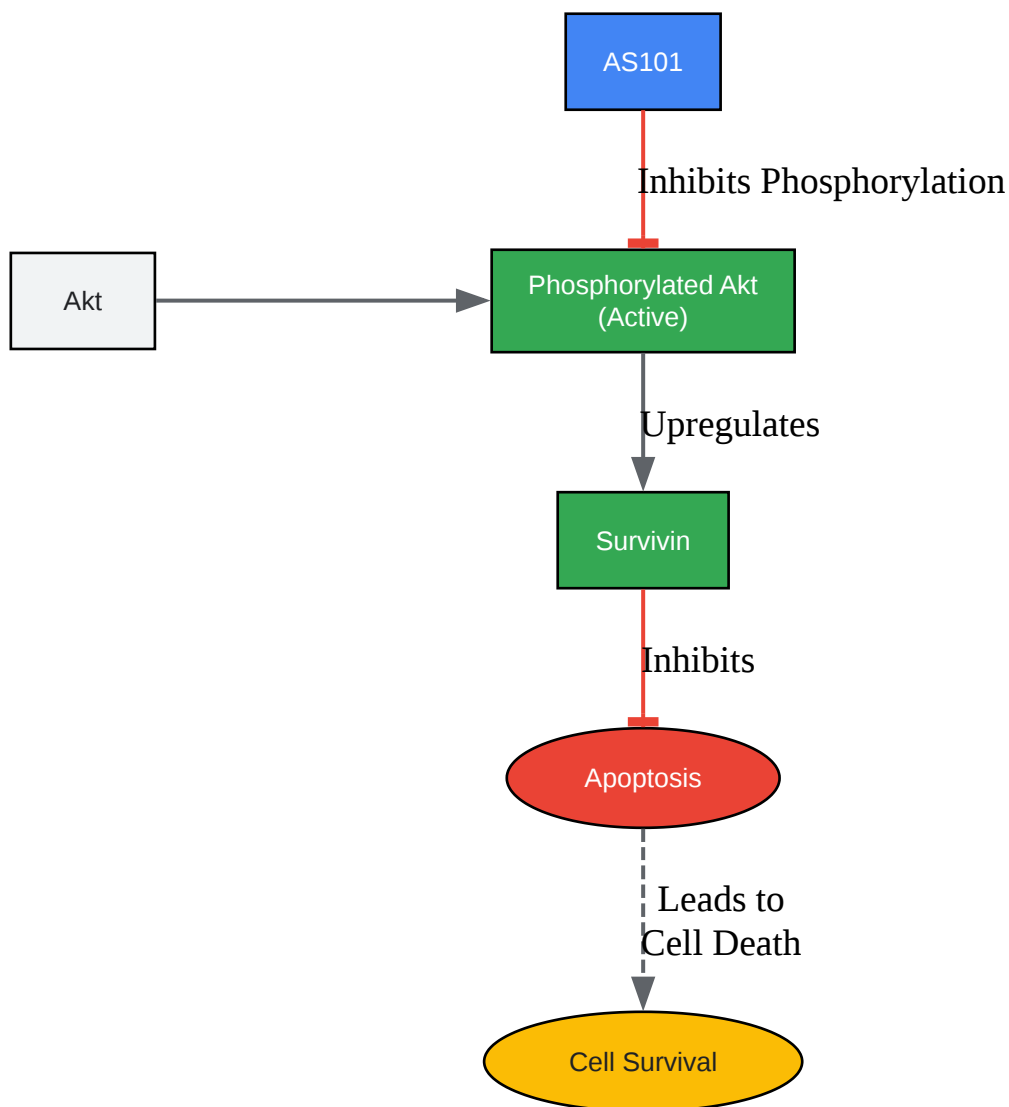 AS101
Inhibits Phosphorylation
Akt
Phosphorylated Akt
(Active)
Upregulates
Survivin
Inhibits
Apoptosis
Leads to
Cell Death
Cell Survival